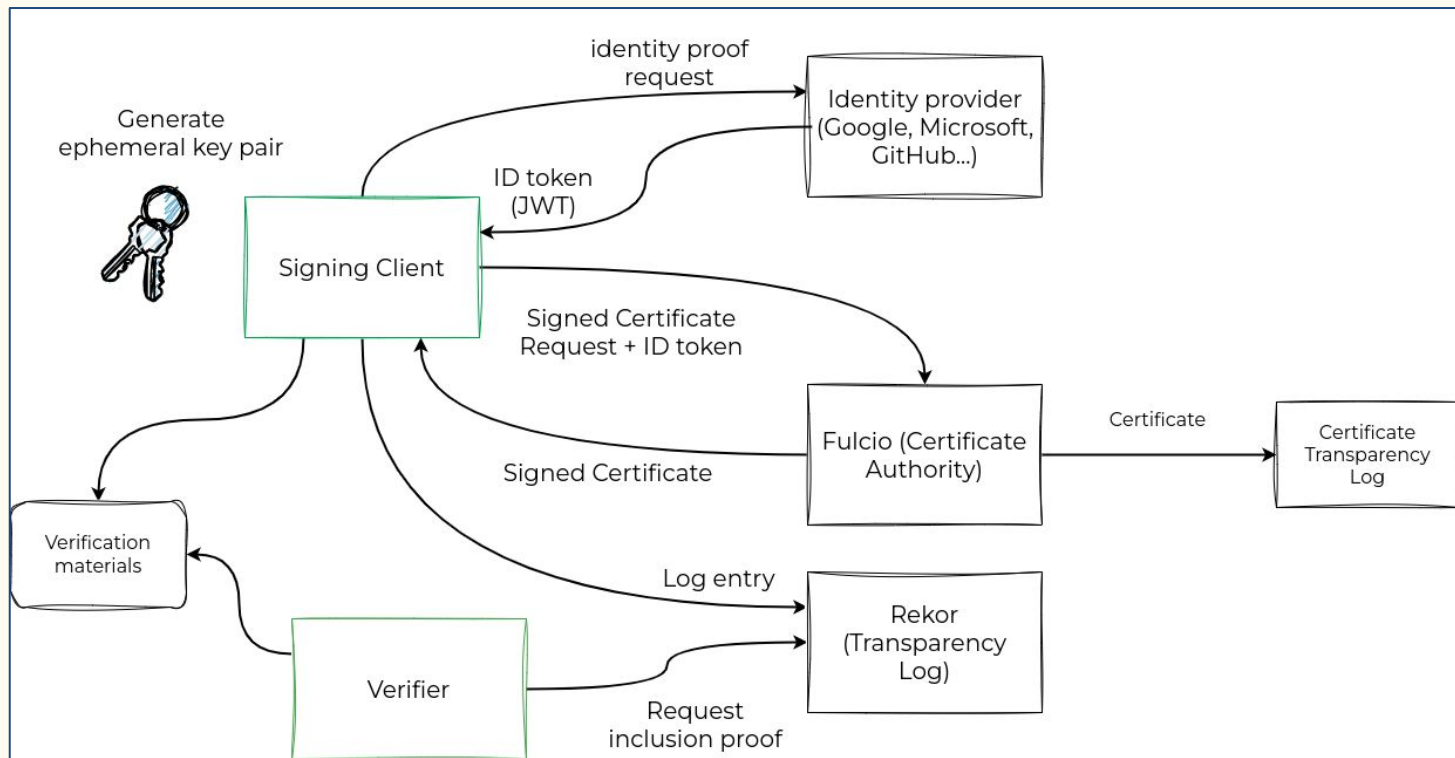 identity proof
request
Identity provider
(Google, Microsoft,
GitHub...)
Generate
ephemeral key pair
ID token
(JWT)
Signing Client
Signed Certificate
Request + ID token
Fulcio (Certificate
Authority)
Certificate
Certificate
Transparency
Log
Signed Certificate
Verification
materials
Log entry
Rekor
(Transparency
Log)
Verifier
Request
inclusion proof